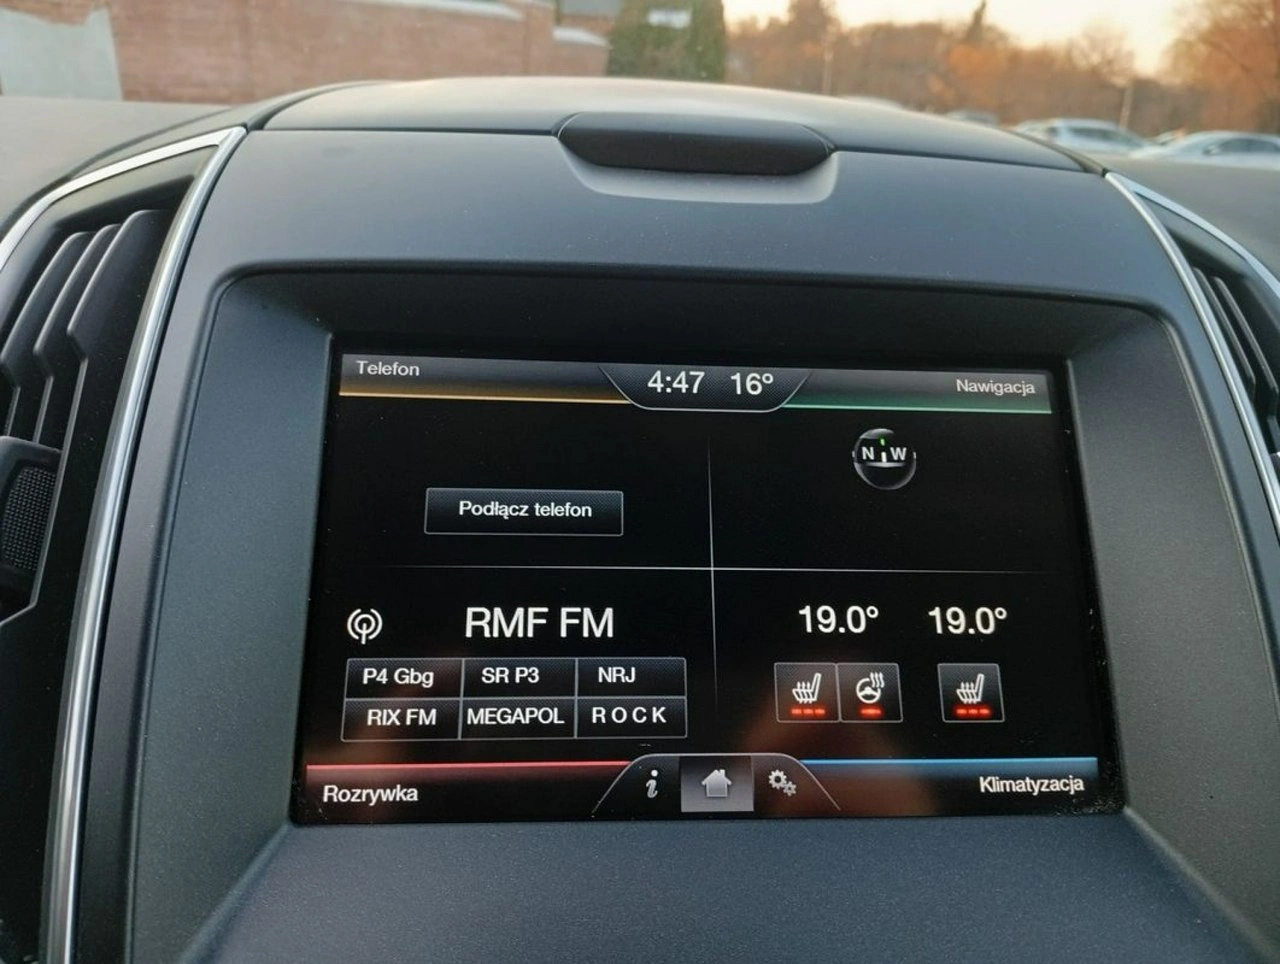 Telefon
4:47 16°
Nawigacja
N W
Podłącz telefon
RMF FM
19.0° 19.0°
P4 Gbg SR P3 NRJ
RIX FM MEGAPOL ROCK
Rozrywka
i
Klimatyzacja